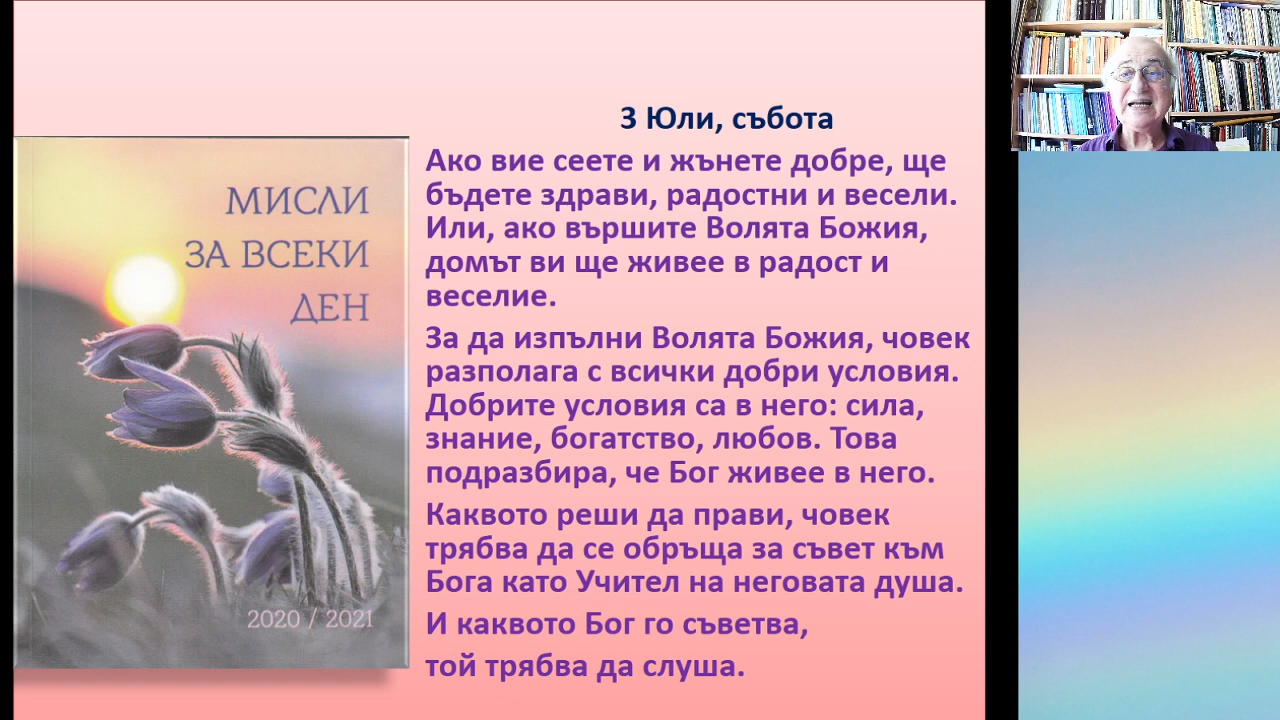 МИСЛИ
ЗА ВСЕКИ
ДЕН
2020 / 2021
3 Юли, събота
Ако вие сеете и жънете добре, ще
бъдете здрави, радостни и весели.
Или, ако вършите Волята Божия,
домът ви ще живее в радост и
веселие.
За да изпълни Волята Божия, човек
разполага с всички добри условия.
Добрите условия са в него: сила,
знание, богатство, любов. Това
подразбира, че Бог живее в него.
Каквото реши да прави, човек
трябва да се обръща за съвет към
Бога като Учител на неговата душа.
И каквото Бог го съветва,
той трябва да слуша.